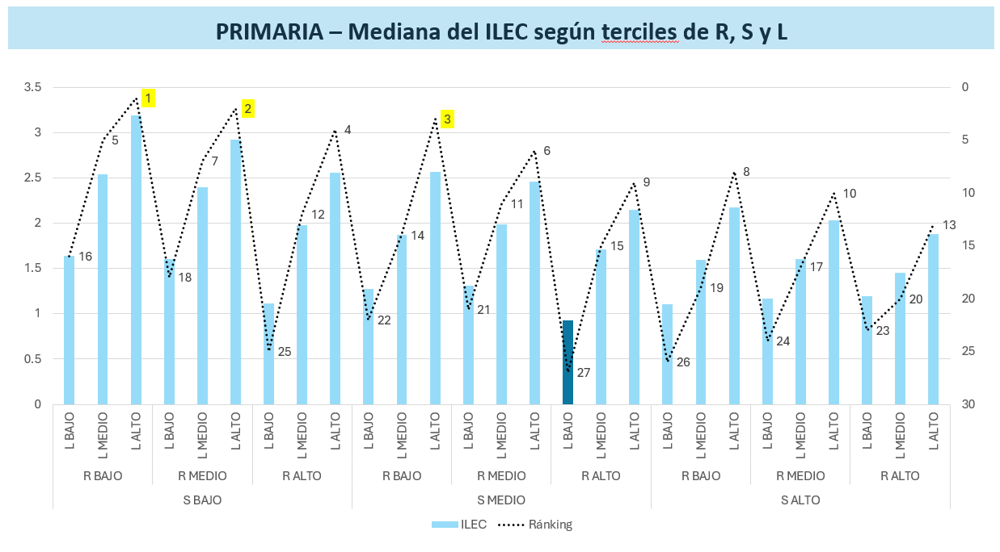 PRIMARIA – Mediana del ILEC según terciles de R, S y L
3.5
3
2.5
2
1.5
1
0.5
0
0
5
10
15
20
25
30
16
5
1
18
7
2
25
12
4
22
14
3
21
11
6
27
15
9
26
19
8
24
17
10
23
20
13
L BAJO
L MEDIO
L ALTO
L BAJO
L MEDIO
L ALTO
L BAJO
L MEDIO
L ALTO
L BAJO
L MEDIO
L ALTO
L BAJO
L MEDIO
L ALTO
L BAJO
L MEDIO
L ALTO
L BAJO
L MEDIO
L ALTO
L BAJO
L MEDIO
L ALTO
L BAJO
L MEDIO
L ALTO
R BAJO R MEDIO R ALTO R BAJO R MEDIO R ALTO R BAJO R MEDIO R ALTO
S BAJO S MEDIO S ALTO
ILEC Ránking